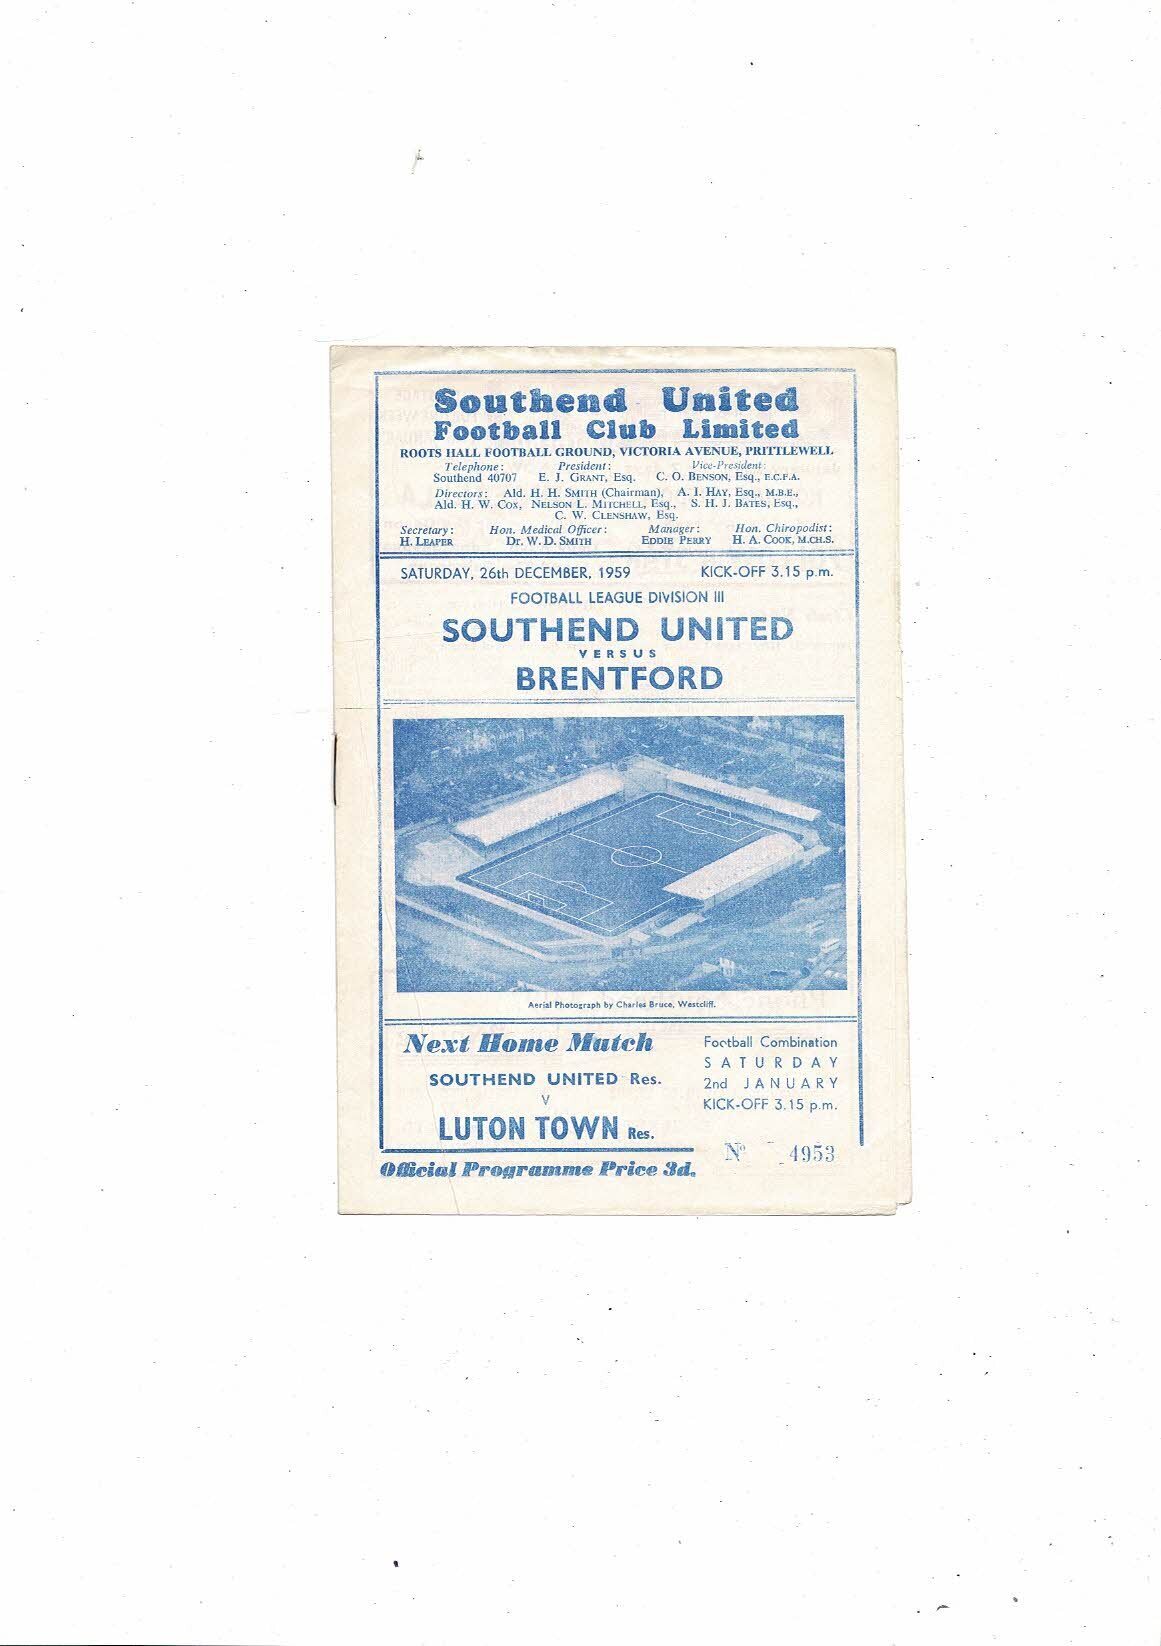 Southend United
Football Club Limited
ROOTS HALL FOOTBALL GROUND, VICTORIA AVENUE, PRITTLEWELL
Telephone: President: Vice-President:
Southend 40707 E. J. GRANT, Esq. C. O. BENSON, Esq., F.C.F.A.
Directors: Ald. H. H. SMITH (Chairman), A. I. HAY, Esq., M.B.E.,
Ald. H. W. COX, NELSON L. MITCHELL, Esq., S. H. J. BATES, Esq.,
C. W. CLENSHAW, Esq.
Secretary: Hon. Medical Officer: Manager: Hon. Chiropodist:
H. LEAPER Dr. W. D. SMITH EDDIE PERRY H. A. COOK, M.CH.S.
SATURDAY, 26th DECEMBER, 1959 KICK-OFF 3.15 p.m.
FOOTBALL LEAGUE DIVISION III
SOUTHEND UNITED
VERSUS
BRENTFORD
Aerial Photograph by Charles Bruce, Westcliff.
Next Home Match
SOUTHEND UNITED Res.
V
LUTON TOWN Res.
Football Combination
SATURDAY
2nd JANUARY
KICK-OFF 3.15 p.m.
Nº 4953
Official Programme Price 3d.